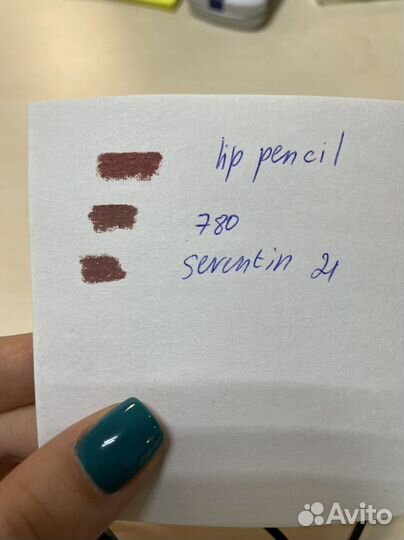 lip pencil
780
serentin 21
Avito